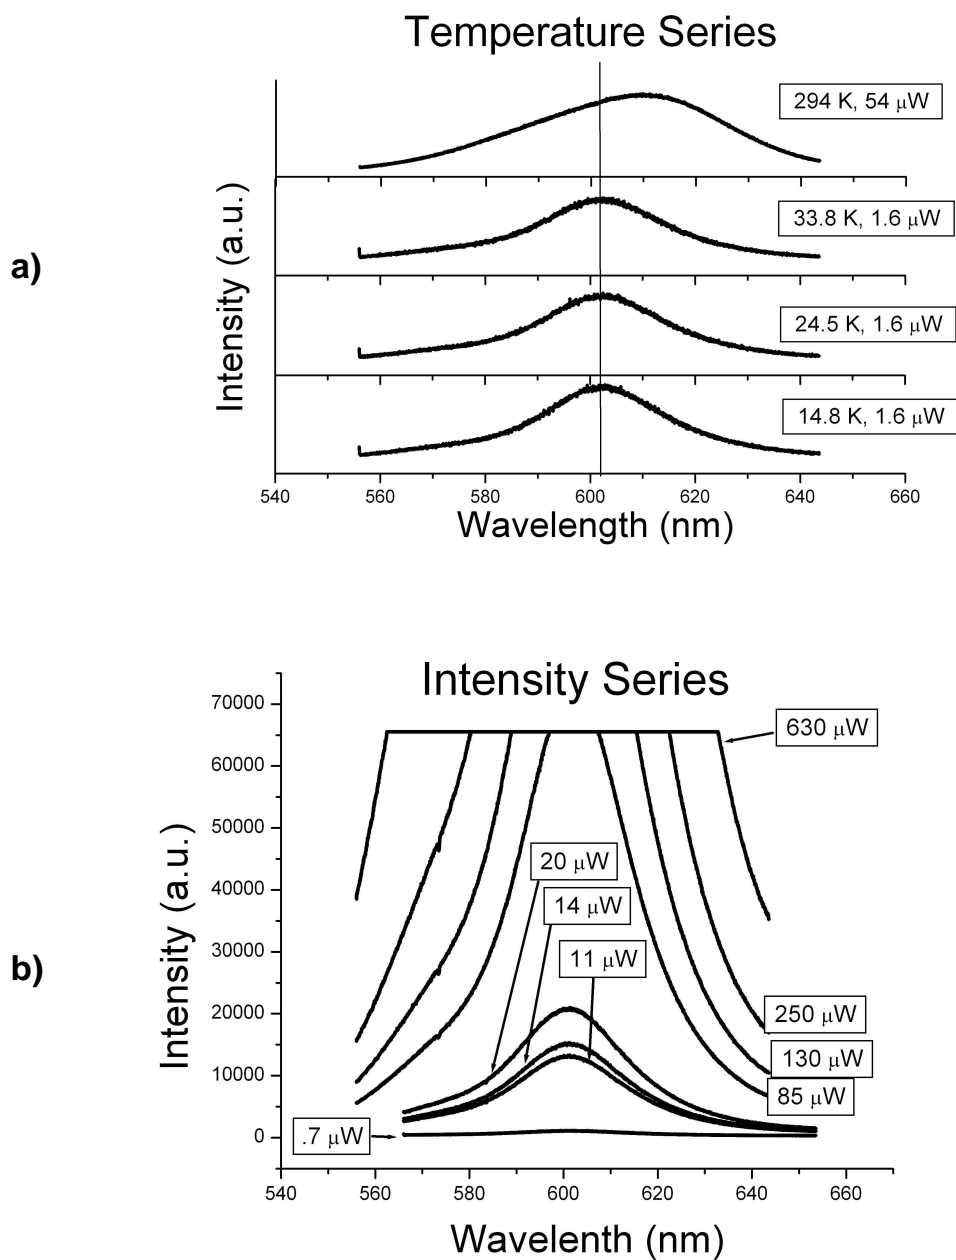 Temperature Series
a)
Intensity (a.u.)
294 K, 54 μW
33.8 K, 1.6 μW
24.5 K, 1.6 μW
14.8 K, 1.6 μW
540 560 580 600 620 640 660
Wavelength (nm)
b)
Intensity Series
Intensity (a.u.)
70000
60000
50000
40000
30000
20000
10000
0
630 μW
20 μW
14 μW
11 μW
250 μW
130 μW
85 μW
.7 μW
540 560 580 600 620 640 660
Wavelenth (nm)